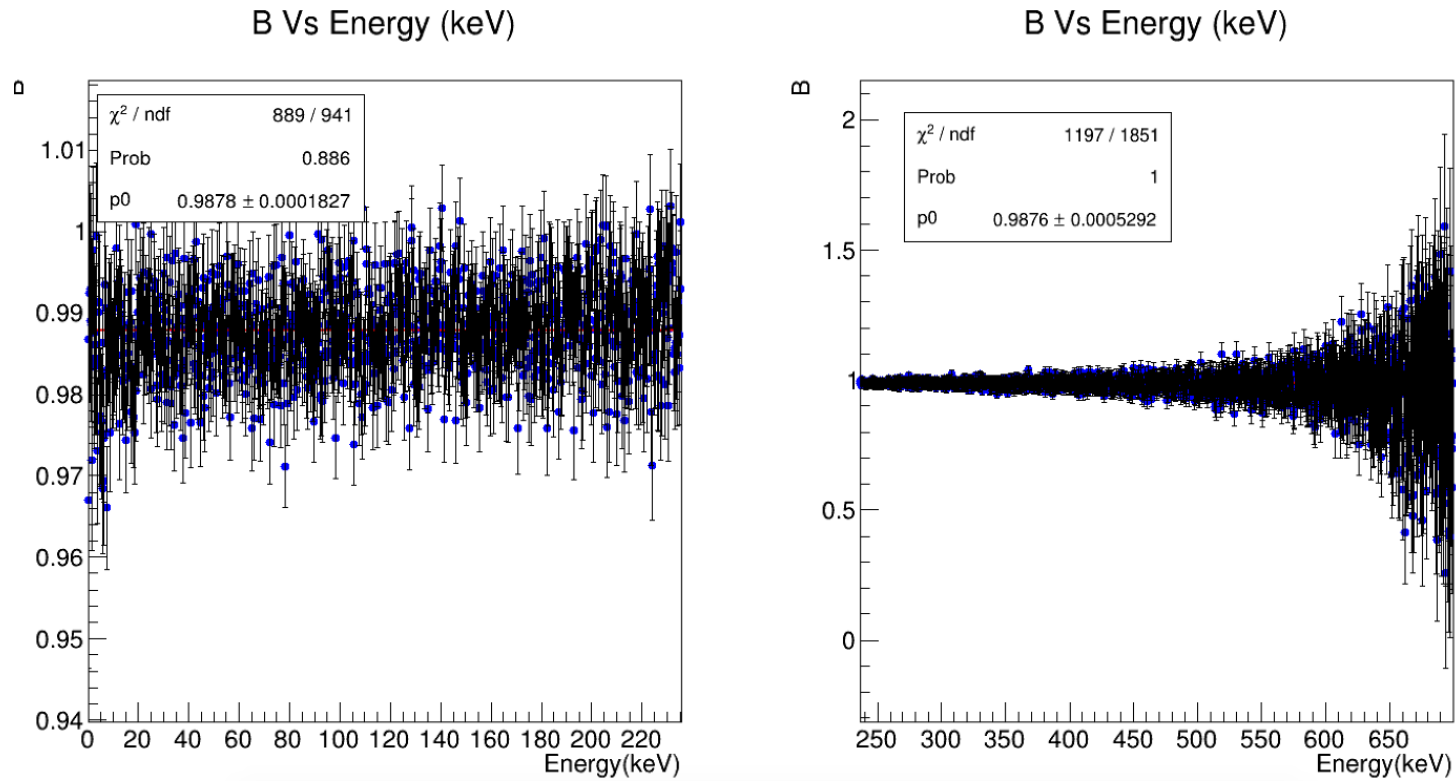 B Vs Energy (keV)
B
χ² / ndf 889 / 941
Prob 0.886
p0 0.9878 ± 0.0001827
1.01
1
0.99
0.98
0.97
0.96
0.95
0.94
0 20 40 60 80 100 120 140 160 180 200 220
Energy(keV)
B Vs Energy (keV)
B
χ² / ndf 1197 / 1851
Prob 1
p0 0.9876 ± 0.0005292
2
1.5
1
0.5
0
250 300 350 400 450 500 550 600 650
Energy(keV)